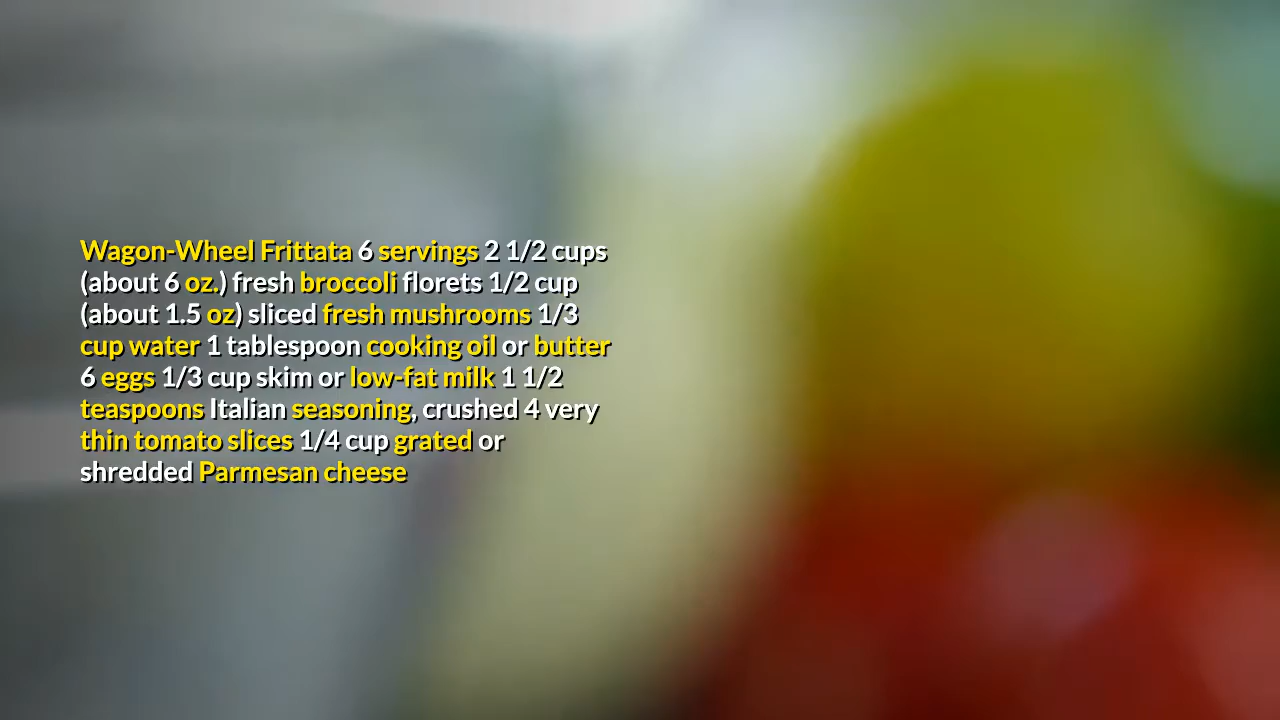 Wagon-Wheel Frittata 6 servings 2 1/2 cups
(about 6 oz.) fresh broccoli florets 1/2 cup
(about 1.5 oz) sliced fresh mushrooms 1/3
cup water 1 tablespoon cooking oil or butter
6 eggs 1/3 cup skim or low-fat milk 1 1/2
teaspoons Italian seasoning, crushed 4 very
thin tomato slices 1/4 cup grated or
shredded Parmesan cheese